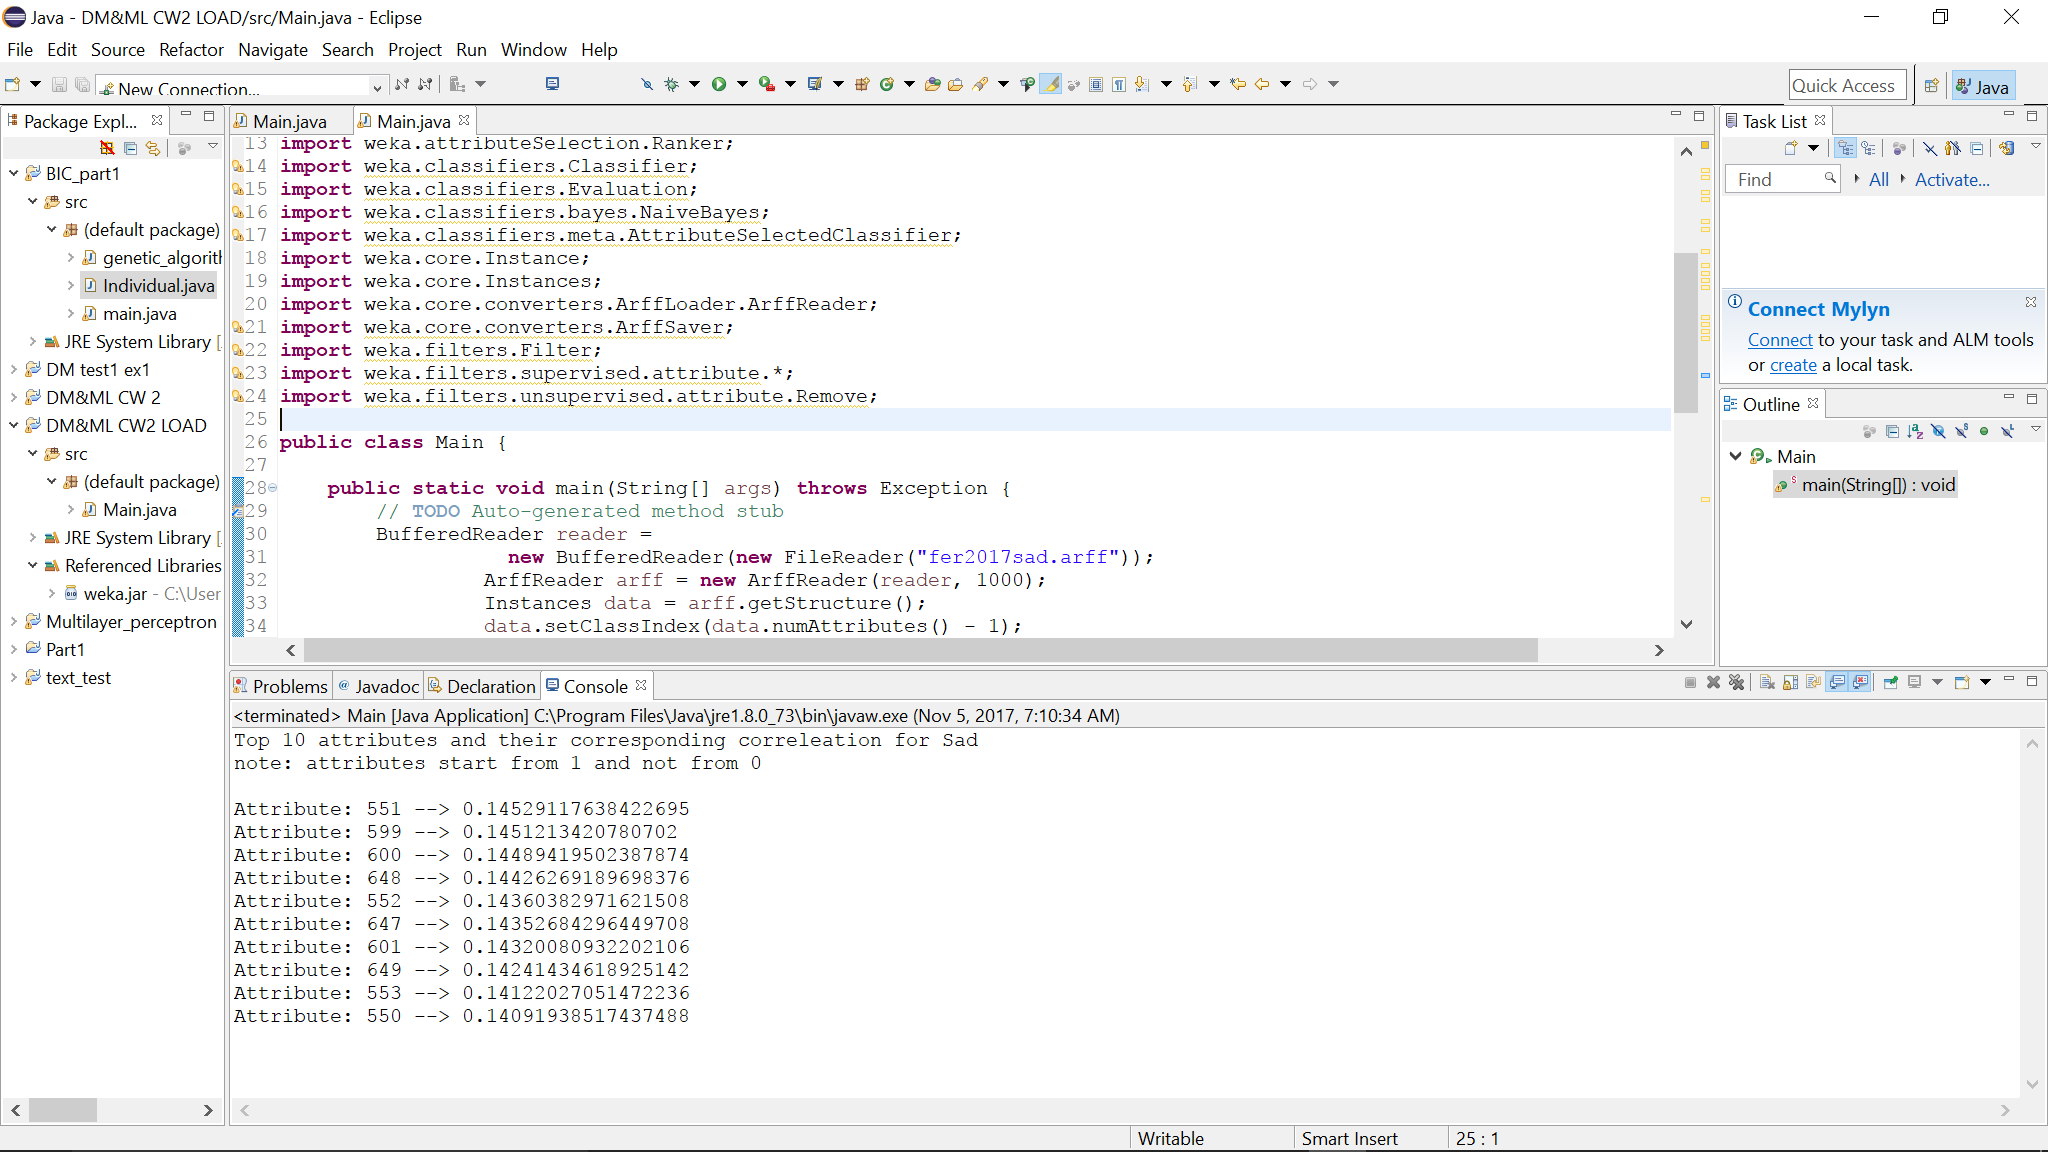 Java - DM&ML CW2 LOAD/src/Main.java - Eclipse
File Edit Source Refactor Navigate Search Project Run Window Help
New Connection...
Quick Access
Java
Package Expl...
BIC_part1
src
(default package)
genetic_algorith
Individual.java
main.java
JRE System Library [
DM test1 ex1
DM&ML CW 2
DM&ML CW2 LOAD
src
(default package)
Main.java
JRE System Library [
Referenced Libraries
weka.jar - C:\User
Multilayer_perceptron
Part1
text_test
Main.java
Main.java
13 import weka.attributeSelection.Ranker;
14 import weka.classifiers.Classifier;
15 import weka.classifiers.Evaluation;
16 import weka.classifiers.bayes.NaiveBayes;
17 import weka.classifiers.meta.AttributeSelectedClassifier;
18 import weka.core.Instance;
19 import weka.core.Instances;
20 import weka.core.converters.ArffLoader.ArffReader;
21 import weka.core.converters.ArffSaver;
22 import weka.filters.Filter;
23 import weka.filters.supervised.attribute.*;
24 import weka.filters.unsupervised.attribute.Remove;
25
26 public class Main {
27
28 public static void main(String[] args) throws Exception {
29 // TODO Auto-generated method stub
30 BufferedReader reader =
31 new BufferedReader(new FileReader("fer2017sad.arff"));
32 ArffReader arff = new ArffReader(reader, 1000);
33 Instances data = arff.getStructure();
34 data.setClassIndex(data.numAttributes() - 1);
Task List
Find
All
Activate...
Connect Mylyn
Connect to your task and ALM tools
or create a local task.
Outline
Main
main(String[]) : void
Problems
@ Javadoc
Declaration
Console
<terminated> Main [Java Application] C:\Program Files\Java\jre1.8.0_73\bin\javaw.exe (Nov 5, 2017, 7:10:34 AM)
Top 10 attributes and their corresponding correleation for Sad
note: attributes start from 1 and not from 0
Attribute: 551 --> 0.14529117638422695
Attribute: 599 --> 0.1451213420780702
Attribute: 600 --> 0.14489419502387874
Attribute: 648 --> 0.14426269189698376
Attribute: 552 --> 0.14360382971621508
Attribute: 647 --> 0.14352684296449708
Attribute: 601 --> 0.14320080932202106
Attribute: 649 --> 0.14241434618925142
Attribute: 553 --> 0.14122027051472236
Attribute: 550 --> 0.14091938517437488
Writable
Smart Insert
25 : 1